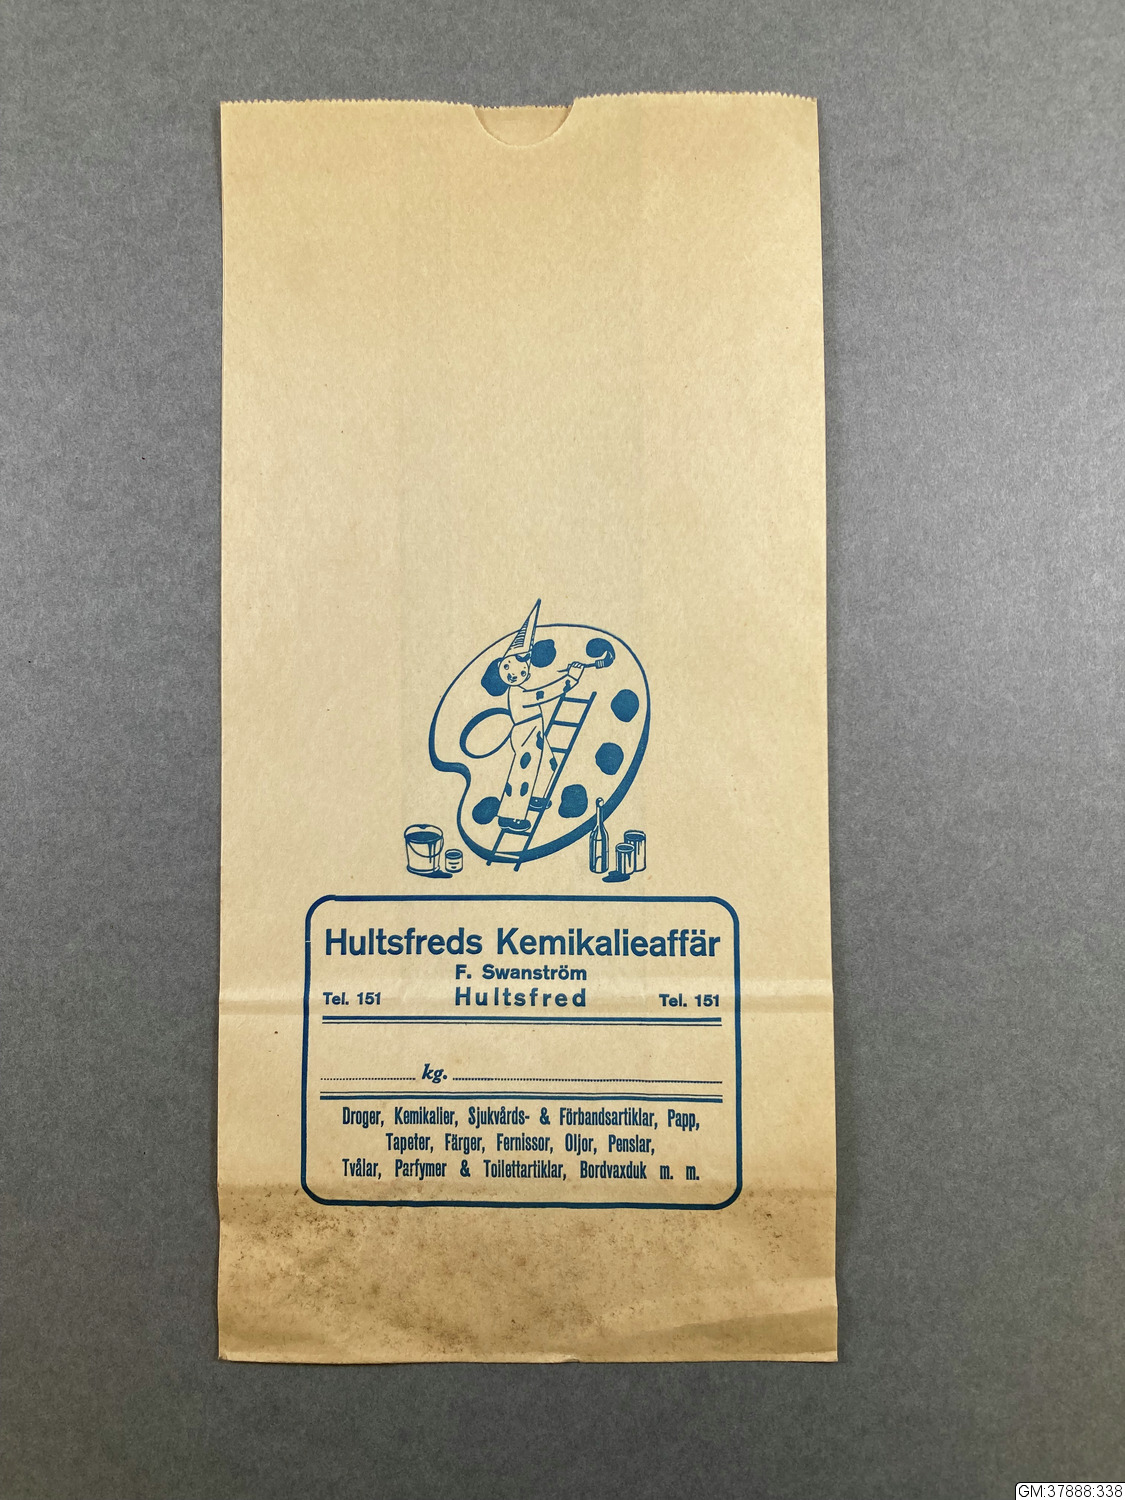 Hultsfreds Kemikalieaffär
F. Swanström
Tel. 151 Hultsfred Tel. 151
kg.
Droger, Kemikalier, Sjukvårds- & Förbandsartiklar, Papp,
Tapeter, Färger, Fernissor, Oljor, Penslar,
Tvålar, Parfymer & Toilettartiklar, Bordvaxduk m. m.
GM:37888:338